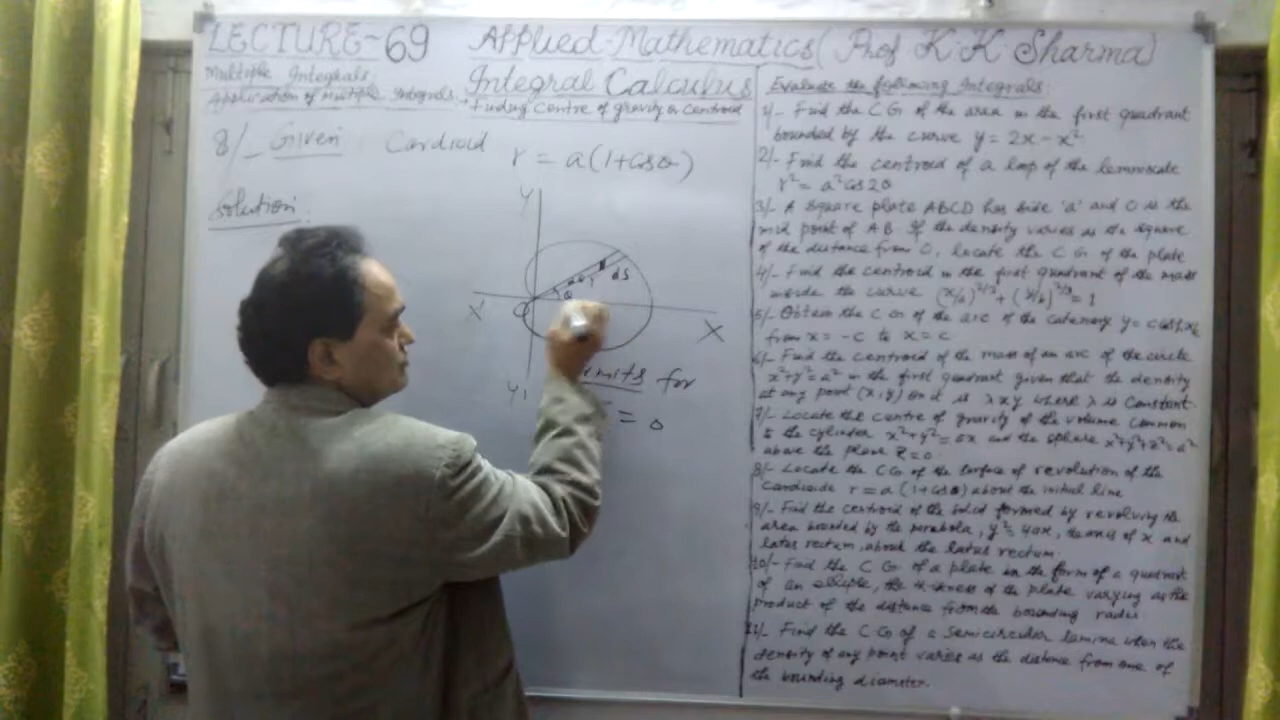 LECTURE-69
Applied Mathematics (Prof K.K. Sharma)
Multiple Integrals
Application of Multiple Integrals
Integral Calculus
Finding Centre of gravity or Centroid
8/- Given Cardioid r = a(1+cosθ)
Solution:
Y
ds
θ
X'
O
X
Y'
for
= 0
Evaluate the following Integrals:
1/- Find the C G of the area in the first quadrant
bounded by the curve y = 2x - x²
2/- Find the centroid of a loop of the lemniscate
r² = a² cos2θ
3/- A square plate ABCD has side 'a' and O is the
mid point of AB. If the density varies as the square
of the distance from O, locate the C G of the plate
4/- Find the centroid in the first quadrant of the mass
inside the curve (x/a)^2/3 + (y/b)^2/3 = 1
5/- Obtain the C G of the arc of the catenary y = c
from x = -c to x = c
6/- Find the centroid of the mass of an arc of the circle
x²+y² = a² in the first quadrant given that the density
at any point (x,y) on it is λxy where λ is constant.
7/- Locate the centre of gravity of the volume common
to the cylinder x²+y² = ax and the sphere x²+y²+z² = a²
above the plane z = 0
8/- Locate the C G of the surface of revolution of the
Cardioide r = a (1+cosθ) about the initial line
9/- Find the centroid of the solid formed by revolving the
area bounded by the parabola, y² = 4ax, the axis of x and
latus rectum, about the latus rectum.
10/- Find the C G of a plate in the form of a quadrant
of an ellipse, the thickness of the plate varying as the
product of the distance from the bounding radii
11/- Find the C G of a semicircular lamina when the
density of any point varies as the distance from one of
the bounding diameter.